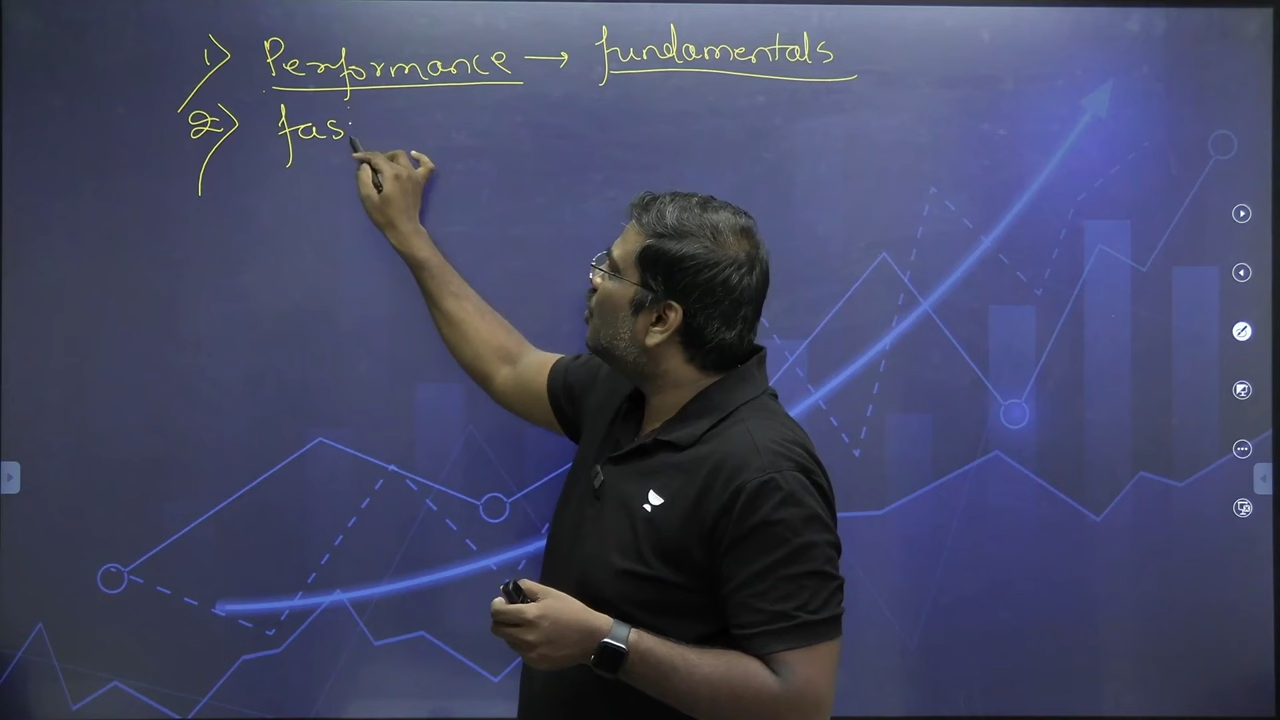 1) Performance → fundamentals
2) fas